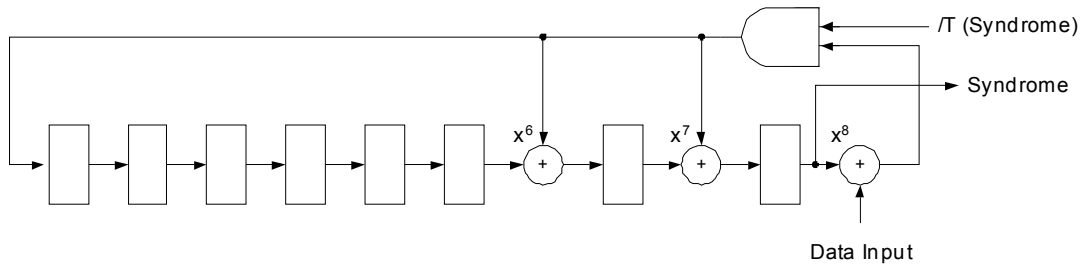 /T (Syndrome)
Syndrome
x⁶
x⁷
x⁸
+
+
+
Data Input